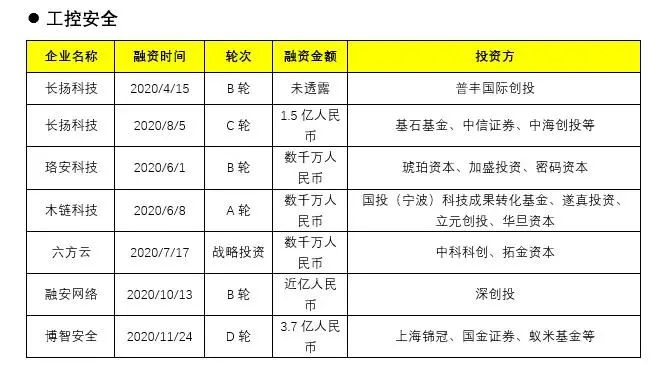 ● 工控安全
企业名称 融资时间 轮次 融资金额 投资方
长扬科技 2020/4/15 B 轮 未透露 普丰国际创投
长扬科技 2020/8/5 C 轮 1.5 亿人民币 基石基金、中信证券、中海创投等
珞安科技 2020/6/1 B 轮 数千万人民币 琥珀资本、加盛投资、密码资本
木链科技 2020/6/8 A 轮 数千万人民币 国投（宁波）科技成果转化基金、遂真投资、
立元创投、华旦资本
六方云 2020/7/17 战略投资 数千万人民币 中科科创、拓金资本
融安网络 2020/10/13 B 轮 近亿人民币 深创投
博智安全 2020/11/24 D 轮 3.7 亿人民币 上海锦冠、国金证券、蚁米基金等